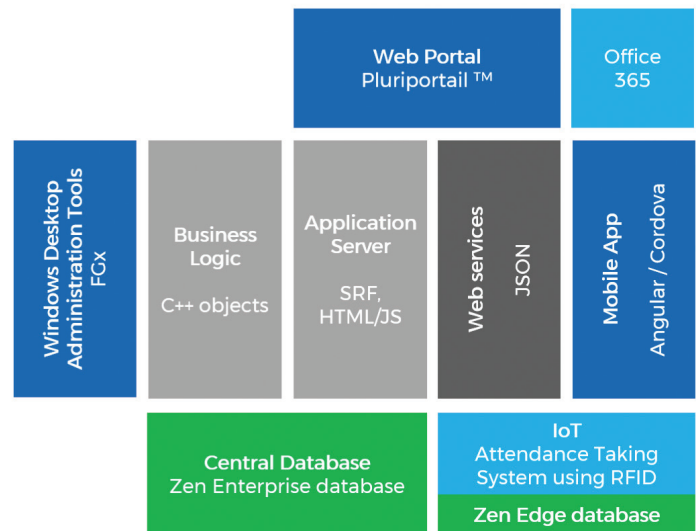 Web Portal
Pluriportail ™
Office
365
Windows Desktop
Administration Tools
FGx
Business
Logic
C++ objects
Application
Server
SRF,
HTML/JS
Web services
JSON
Mobile App
Angular / Cordova
Central Database
Zen Enterprise database
IoT
Attendance Taking
System using RFID
Zen Edge database